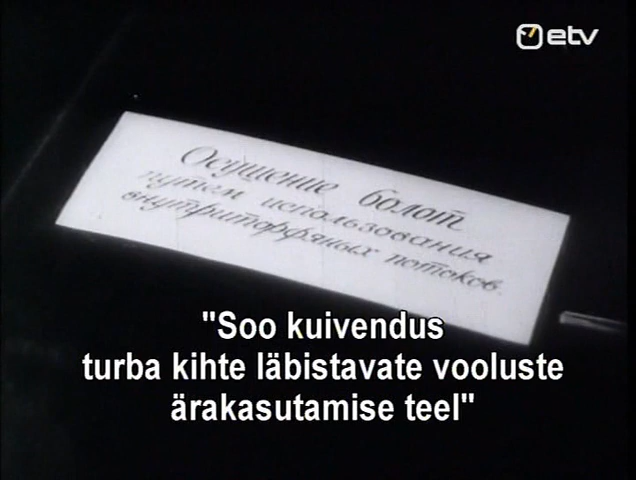 etv
Осушение болот
путем использования
внутриторфяных потоков.
"Soo kuivendus
turba kihte läbistavate vooluste
ärakasutamise teel"